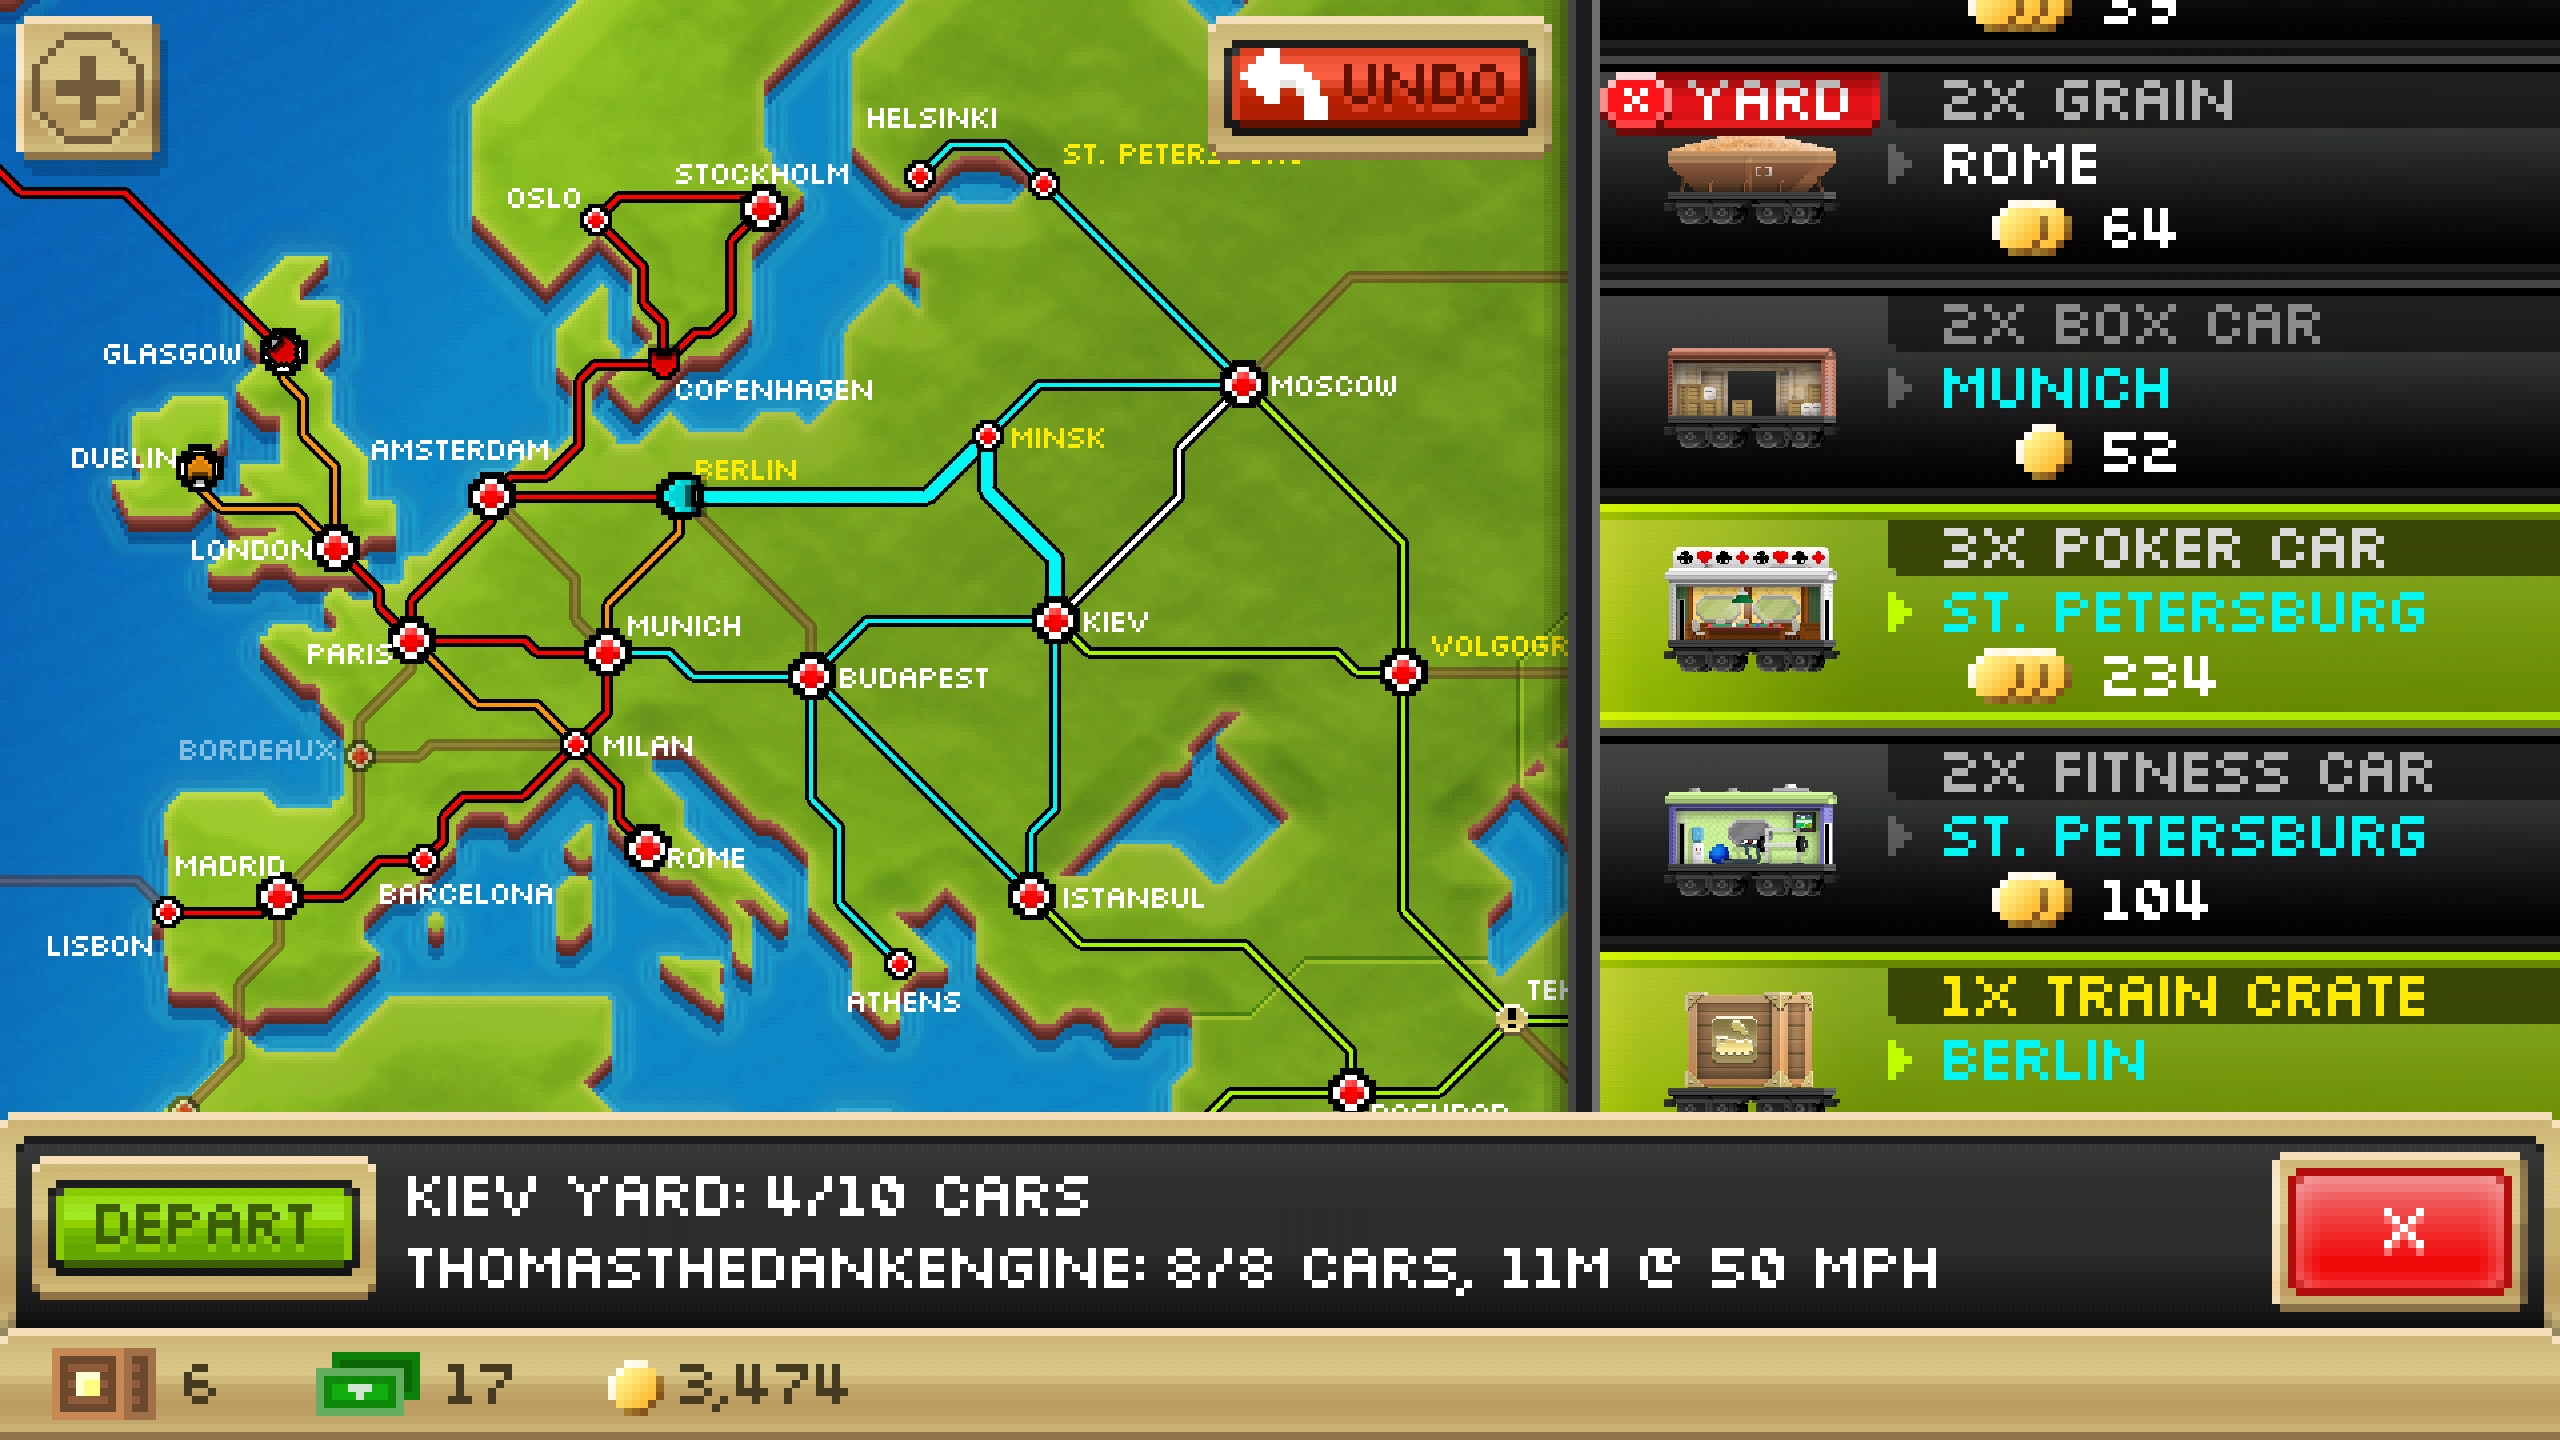 UNDO
HELSINKI
ST. PETERSBURG
STOCKHOLM
OSLO
GLASGOW
COPENHAGEN
MOSCOW
DUBLIN
AMSTERDAM
MINSK
BERLIN
LONDON
MUNICH
KIEV
PARIS
VOLGOGR
BUDAPEST
BORDEAUX
MILAN
MADRID
ROME
BARCELONA
ISTANBUL
LISBON
ATHENS
TEH
BAGHDAD
YARD
2X GRAIN
ROME
64
2X BOX CAR
MUNICH
52
3X POKER CAR
ST. PETERSBURG
234
2X FITNESS CAR
ST. PETERSBURG
104
1X TRAIN CRATE
BERLIN
DEPART
KIEV YARD: 4/10 CARS
THOMASTHEDANKENGINE: 8/8 CARS, 11M @ 50 MPH
X
6
17
3,474